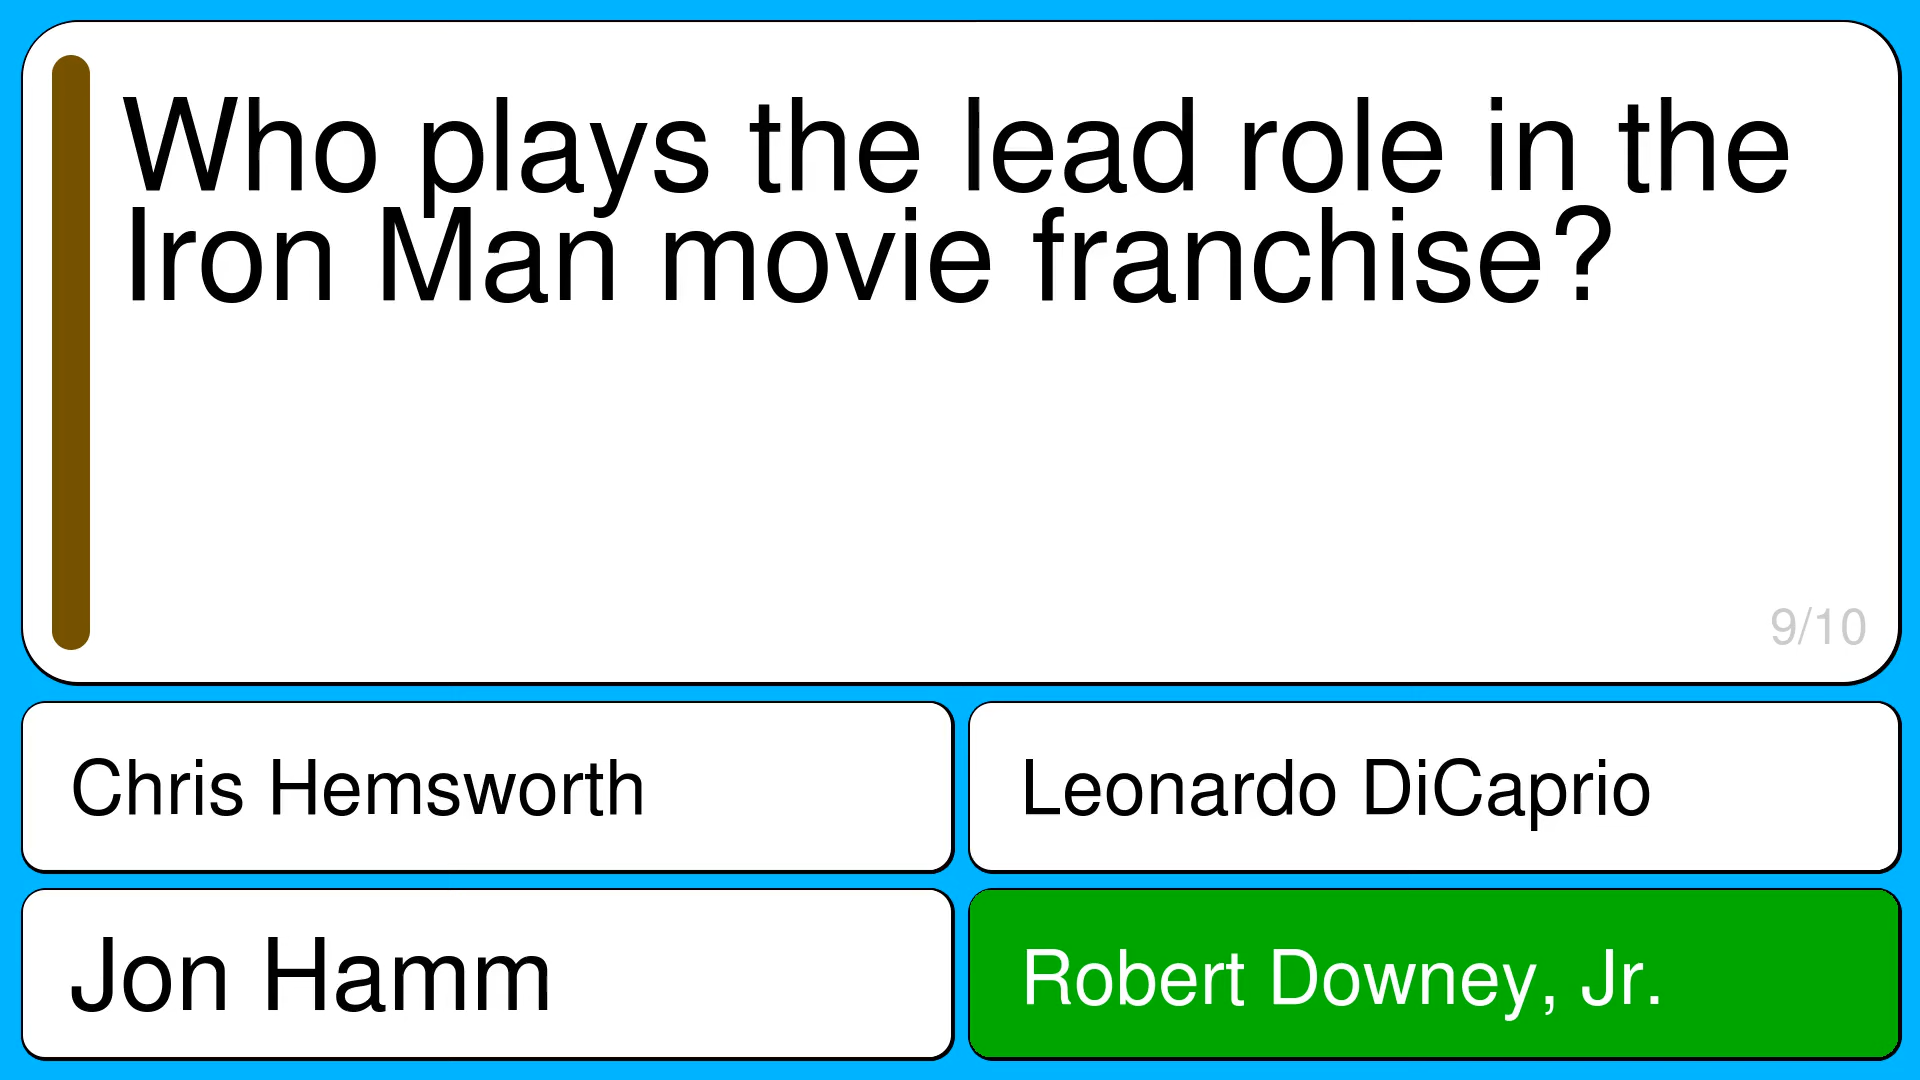 Who plays the lead role in the
Iron Man movie franchise?
9/10
Chris Hemsworth
Leonardo DiCaprio
Jon Hamm
Robert Downey, Jr.